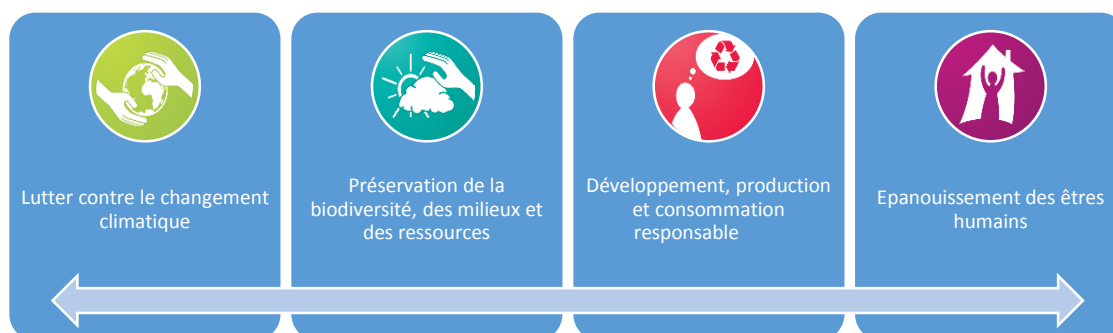 Lutter contre le changement
climatique
Préservation de la
biodiversité, des milieux et
des ressources
Développement, production
et consommation
responsable
Epanouissement des êtres
humains